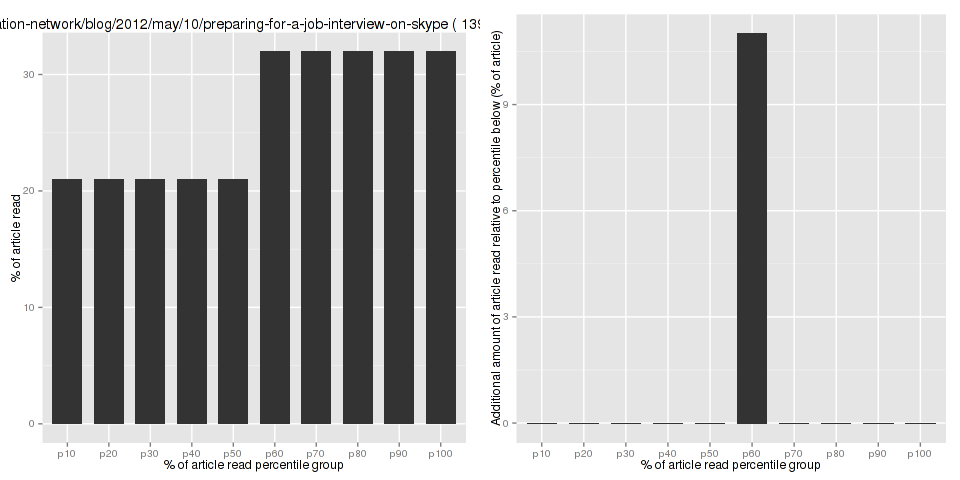 ation-network/blog/2012/may/10/preparing-for-a-job-interview-on-skype ( 139
% of article read
30
20
10
0
p10 p20 p30 p40 p50 p60 p70 p80 p90 p100
% of article read percentile group
Additional amount of article read relative to percentile below (% of article)
9
6
3
0
p10 p20 p30 p40 p50 p60 p70 p80 p90 p100
% of article read percentile group